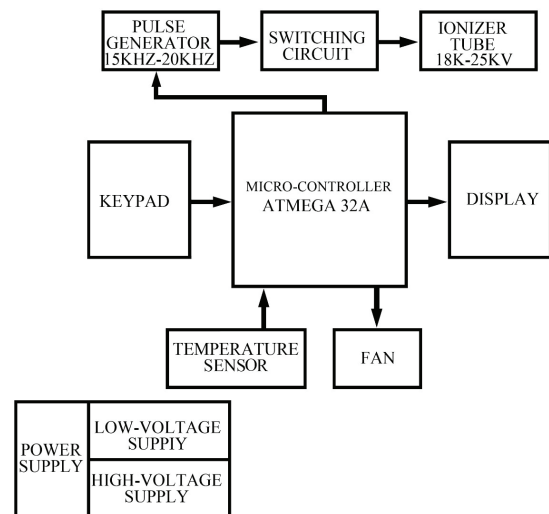 PULSE
GENERATOR
15KHZ-20KHZ
SWITCHING
CIRCUIT
IONIZER
TUBE
18K-25KV
KEYPAD
MICRO-CONTROLLER
ATMEGA 32A
DISPLAY
TEMPERATURE
SENSOR
FAN
POWER
SUPPLY
LOW-VOLTAGE
SUPPIY
HIGH-VOLTAGE
SUPPLY